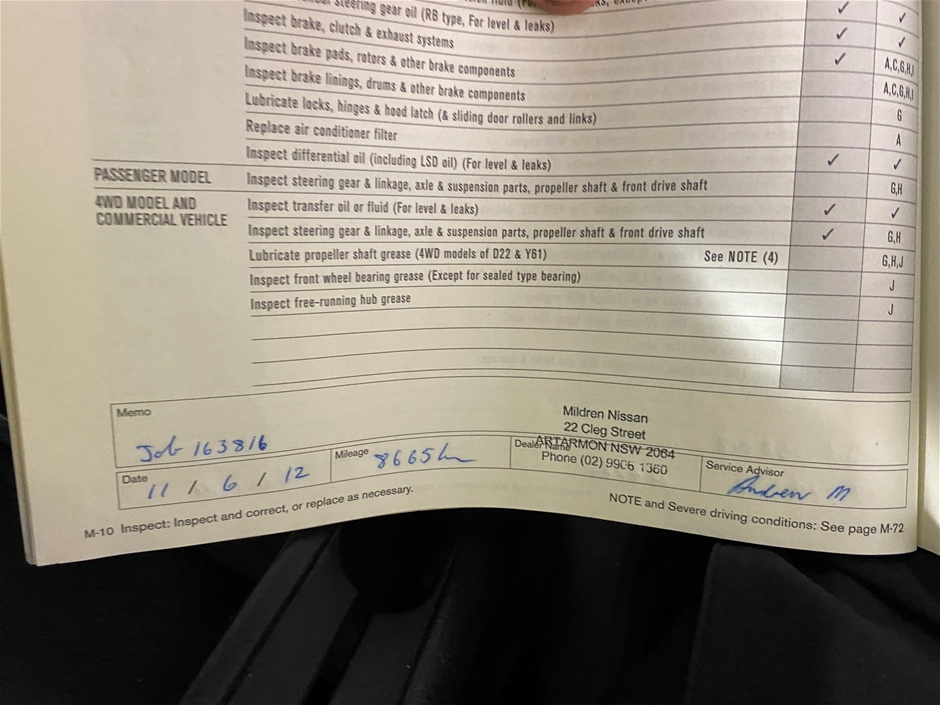 steering gear oil (RB type, For level & leaks) ✓ ✓
Inspect brake, clutch & exhaust systems ✓ ✓
Inspect brake pads, rotors & other brake components ✓ A,C,G,H,I
Inspect brake linings, drums & other brake components A,C,G,H,I
Lubricate locks, hinges & hood latch (& sliding door rollers and links) G
Replace air conditioner filter A
Inspect differential oil (including LSD oil) (For level & leaks) ✓ ✓
PASSENGER MODEL Inspect steering gear & linkage, axle & suspension parts, propeller shaft & front drive shaft G,H
4WD MODEL AND Inspect transfer oil or fluid (For level & leaks) ✓ ✓
COMMERCIAL VEHICLE Inspect steering gear & linkage, axle & suspension parts, propeller shaft & front drive shaft ✓ G,H
Lubricate propeller shaft grease (4WD models of D22 & Y61) See NOTE (4) G,H,J
Inspect front wheel bearing grease (Except for sealed type bearing) J
Inspect free-running hub grease J
Memo
Job 163816
Date 11 / 6 / 12
Mileage 8665km
Mildren Nissan
22 Cleg Street
Dealer Name ARTARMON NSW 2064
Phone (02) 9906 1360
Service Advisor
Andrew M
M-10 Inspect: Inspect and correct, or replace as necessary.
NOTE and Severe driving conditions: See page M-72